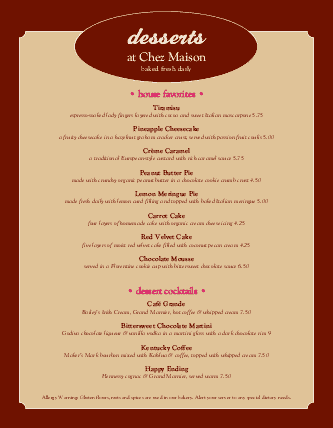 desserts
at Chez Maison
baked fresh daily
• house favorites •
Tiramisu
espresso-soaked lady fingers layered with cocoa and sweet Italian mascarpone 5.75
Pineapple Cheesecake
a fruity cheesecake in a hazelnut graham cracker crust, served with passion fruit coulis 5.00
Crème Caramel
a traditional European-style custard with rich caramel sauce 5.75
Peanut Butter Pie
made with crunchy organic peanut butter in a chocolate cookie crumb crust 4.50
Lemon Meringue Pie
made fresh daily with lemon curd filling and topped with baked Italian meringue 5.00
Carrot Cake
four layers of homemade cake with organic cream cheese icing 4.25
Red Velvet Cake
five layers of moist red velvet cake filled with coconut pecan cream 4.25
Chocolate Mousse
served in a Florentine cookie cup with bittersweet chocolate sauce 6.50
• dessert cocktails •
Café Grande
Bailey's Irish Cream, Grand Marnier, hot coffee & whipped cream 7.50
Bittersweet Chocolate Martini
Godiva chocolate liqueur & vanilla vodka in a martini glass with a dark chocolate rim 9
Kentucky Coffee
Maker's Mark bourbon mixed with Kahlua & coffee, topped with whipped cream 7.50
Happy Ending
Hennessy cognac & Grand Marnier, served warm 7.50
Allergy Warning: Gluten flours, nuts and spices are used in our bakery. Alert your server to any special dietary needs.